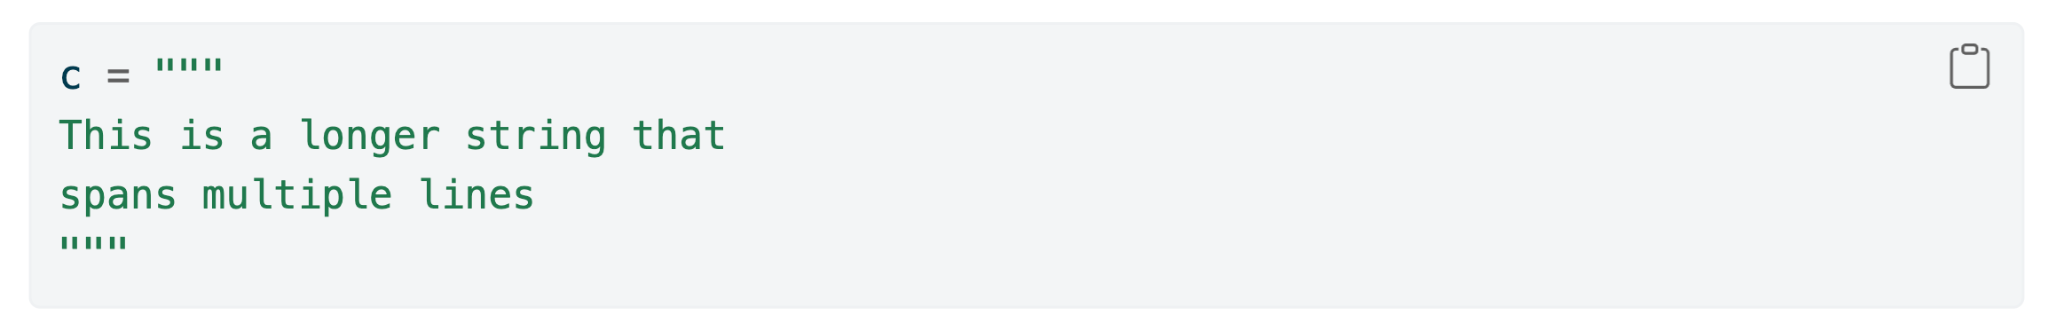 c = """
This is a longer string that
spans multiple lines
"""